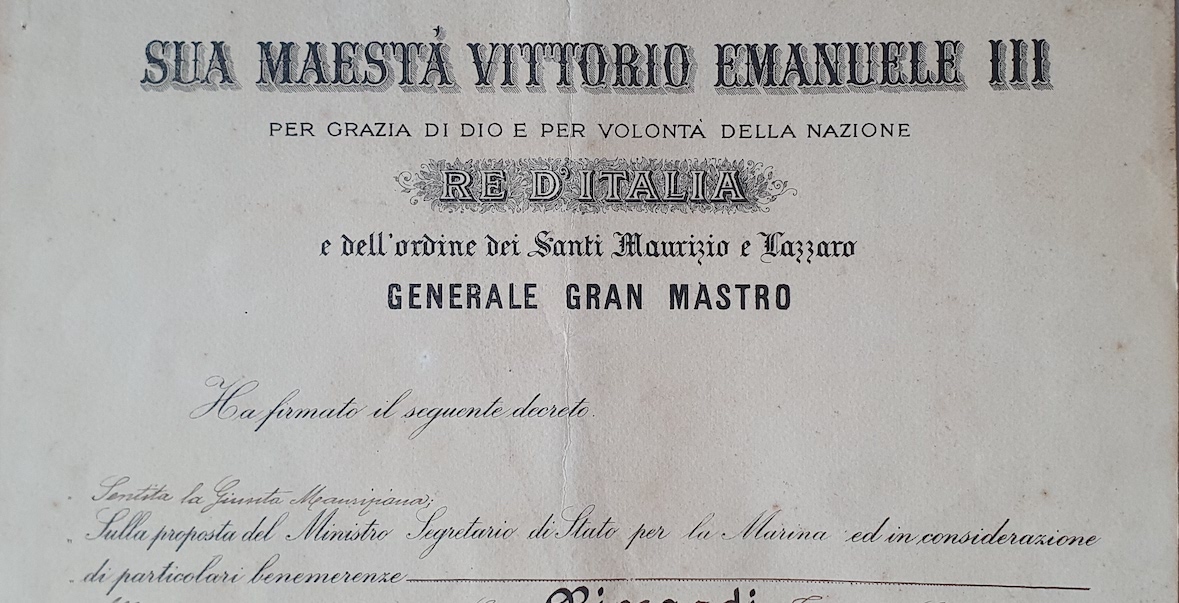 SUA MAESTÁ VITTORIO EMANUELE III
PER GRAZIA DI DIO E PER VOLONTÀ DELLA NAZIONE
RE D'ITALIA
e dell'ordine dei Santi Maurizio e Lazzaro
GENERALE GRAN MASTRO
Ha firmato il seguente decreto.
Sentita la Giunta Mauriziana;
Sulla proposta del Ministro Segretario di Stato per la Marina ed in considerazione
di particolari benemerenze